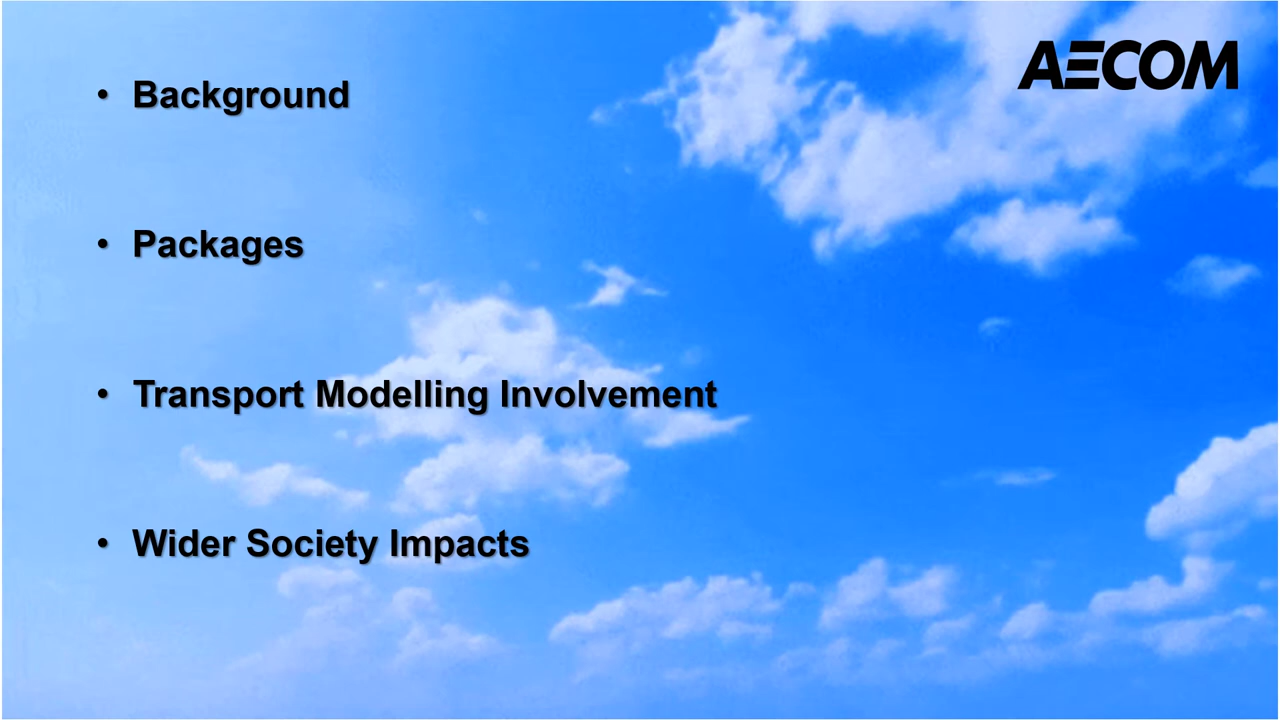 AECOM
• Background
• Packages
• Transport Modelling Involvement
• Wider Society Impacts